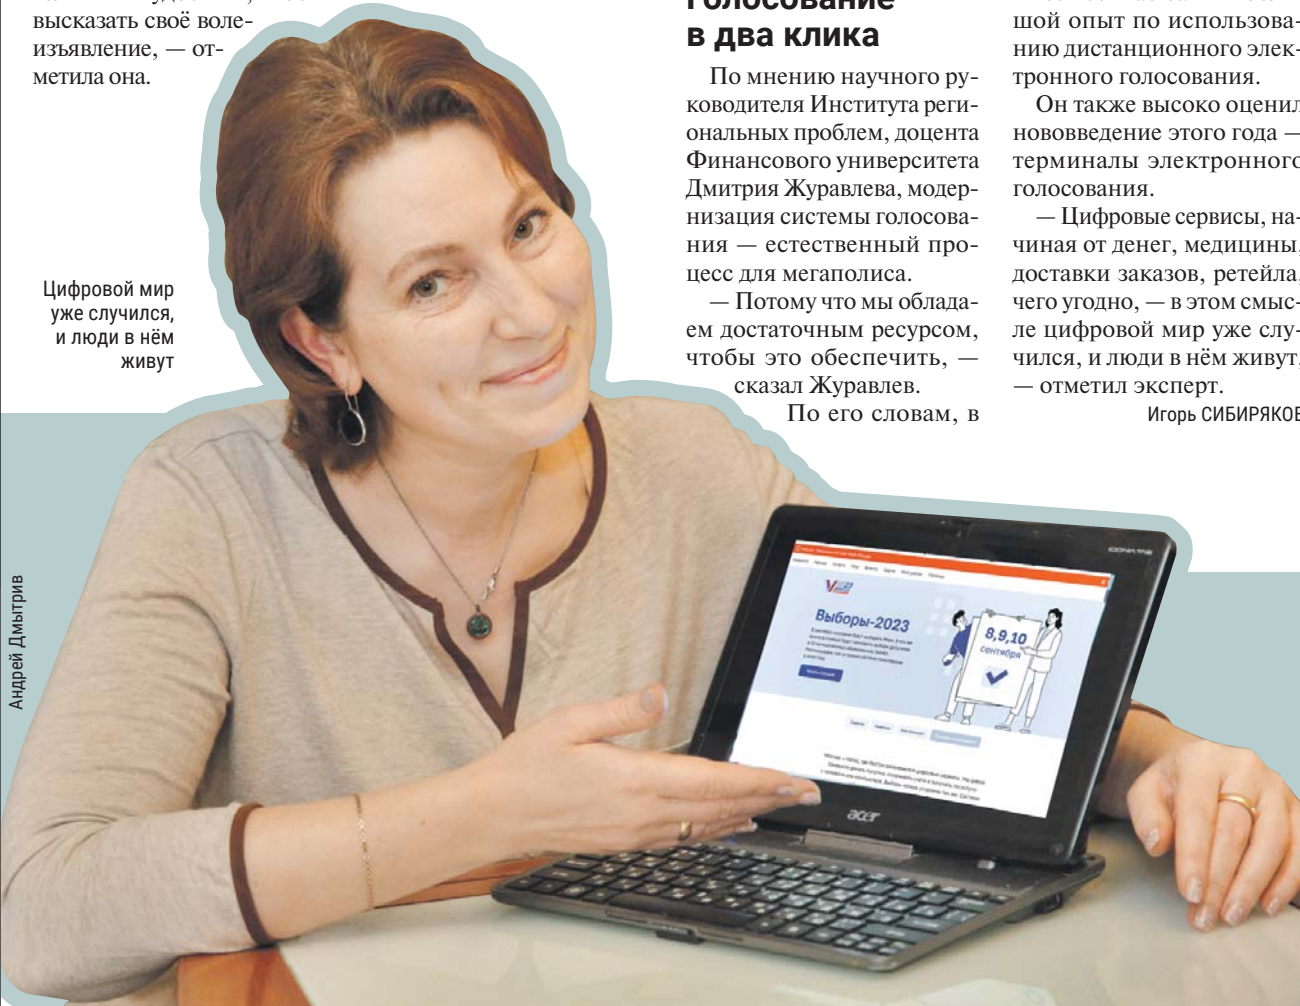 высказать своё воле-
изъявление, — от-
метила она.
Цифровой мир
уже случился,
и люди в нём
живут
Андрей Дмытрив
Голосование
в два клика
По мнению научного ру-
ководителя Института реги-
ональных проблем, доцента
Финансового университета
Дмитрия Журавлева, модер-
низация системы голосова-
ния — естественный про-
цесс для мегаполиса.
— Потому что мы облада-
ем достаточным ресурсом,
чтобы это обеспечить, —
сказал Журавлев.
По его словам, в
шой опыт по использова-
нию дистанционного элек-
тронного голосования.
Он также высоко оценил
нововведение этого года —
терминалы электронного
голосования.
— Цифровые сервисы, на-
чиная от денег, медицины,
доставки заказов, ретейла,
чего угодно, — в этом смыс-
ле цифровой мир уже слу-
чился, и люди в нём живут,
— отметил эксперт.
Игорь СИБИРЯКОВ
Выборы-2023
8,9,10
сентября
acer